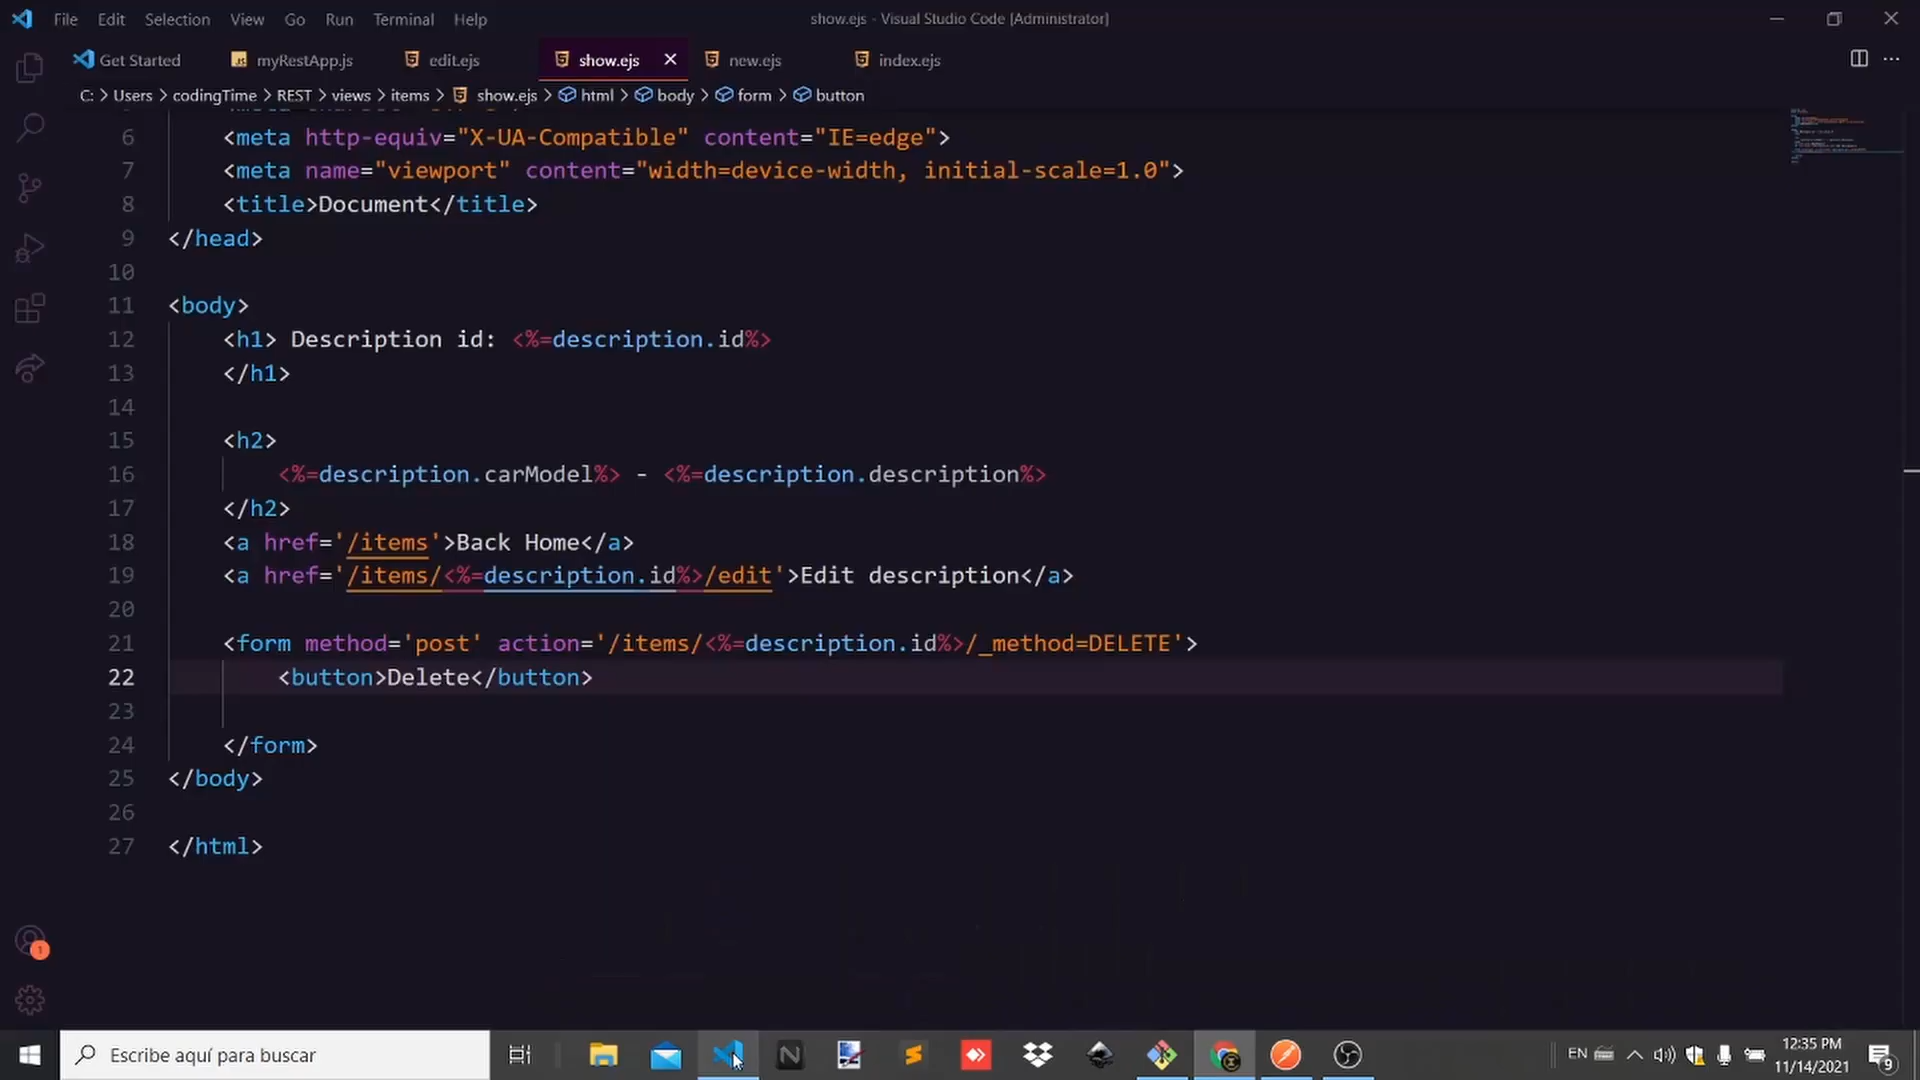 File Edit Selection View Go Run Terminal Help
show.ejs - Visual Studio Code [Administrator]
Get Started myRestApp.js edit.ejs show.ejs new.ejs index.ejs
C: > Users > codingTime > REST > views > items > show.ejs > html > body > form > button
6 <meta http-equiv="X-UA-Compatible" content="IE=edge">
7 <meta name="viewport" content="width=device-width, initial-scale=1.0">
8 <title>Document</title>
9 </head>
10
11 <body>
12 <h1> Description id: <%=description.id%>
13 </h1>
14
15 <h2>
16 <%=description.carModel%> - <%=description.description%>
17 </h2>
18 <a href='/items'>Back Home</a>
19 <a href='/items/<%=description.id%>/edit'>Edit description</a>
20
21 <form method='post' action='/items/<%=description.id%>/_method=DELETE'>
22 <button>Delete</button>
23
24 </form>
25 </body>
26
27 </html>
1
Escribe aquí para buscar
EN
12:35 PM
11/14/2021
9